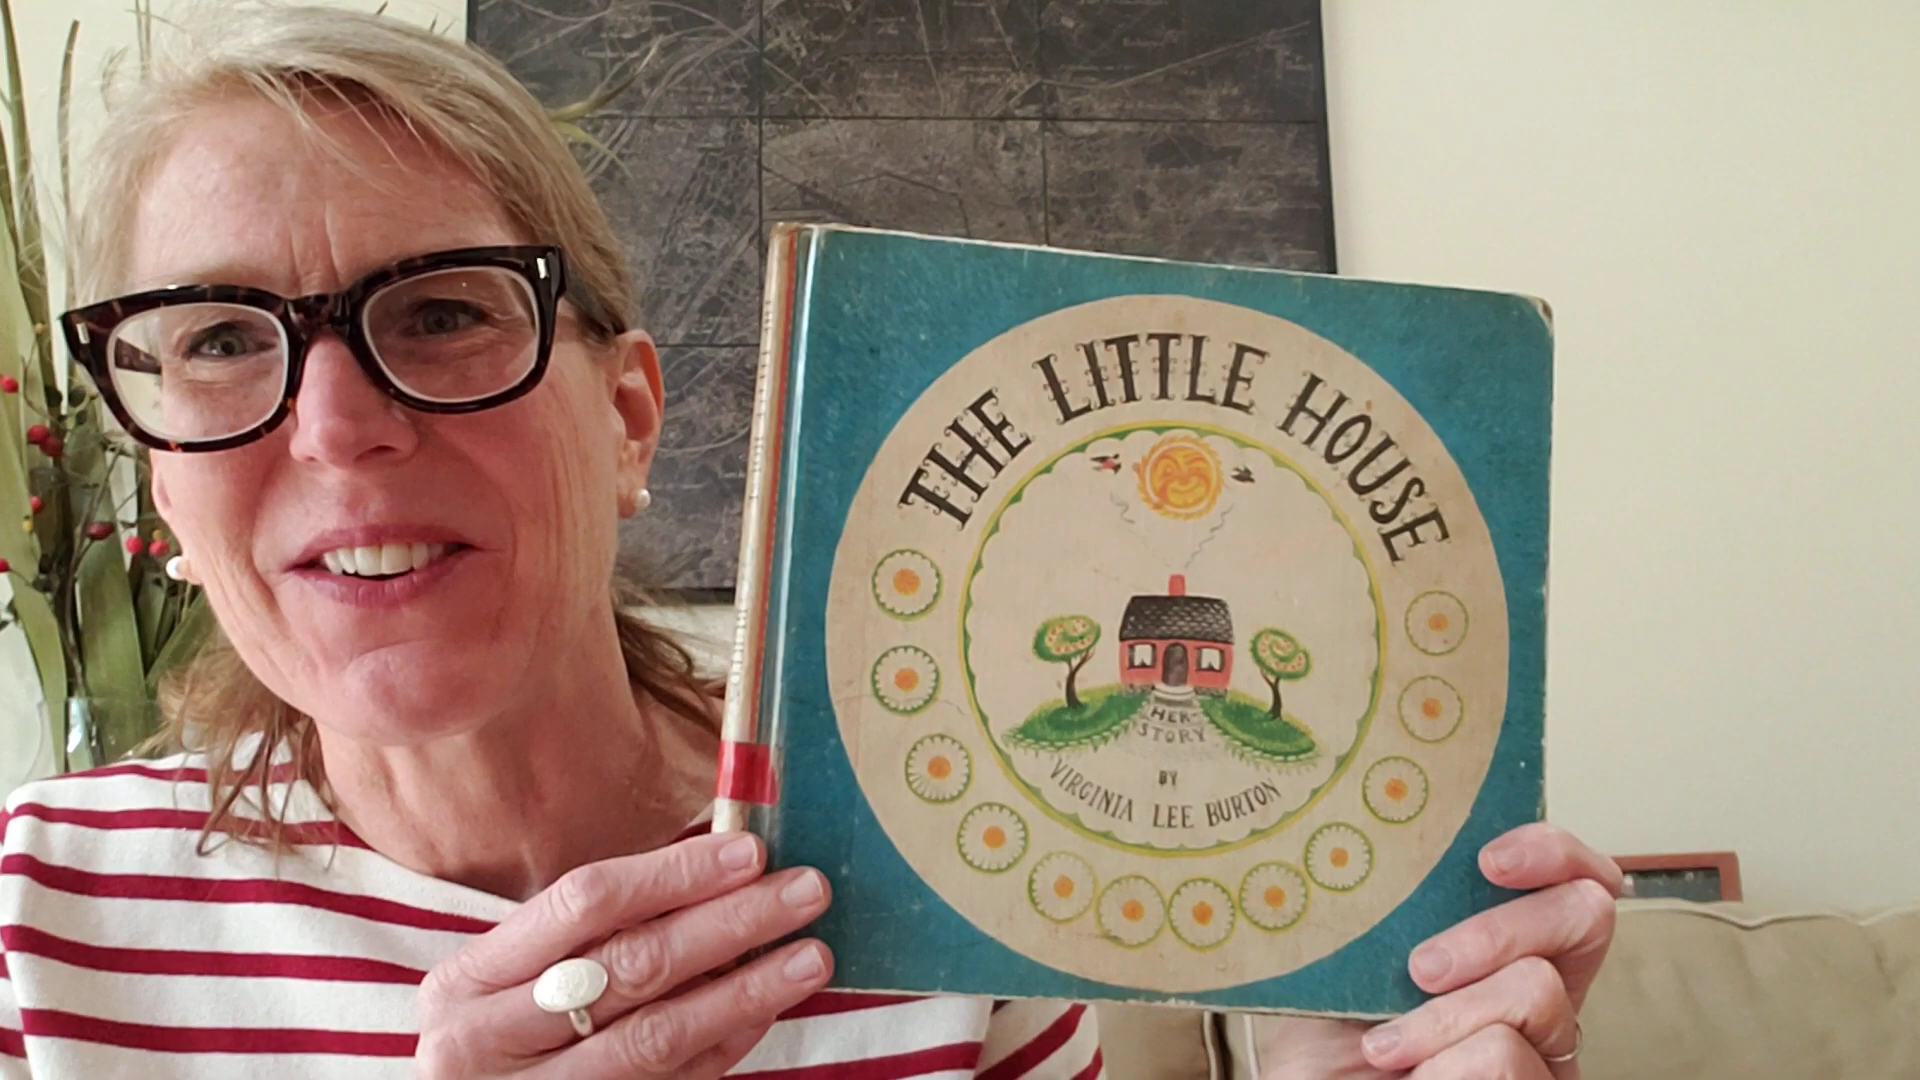 THE LITTLE HOUSE
HER-
STORY
BY
VIRGINIA LEE BURTON